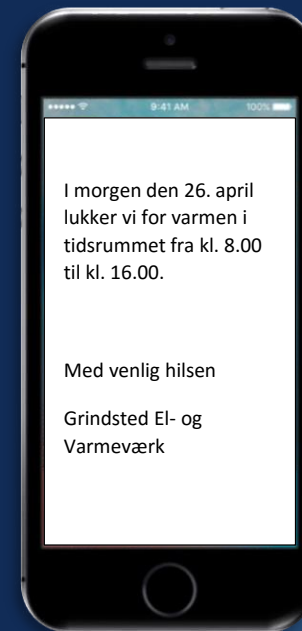 9:41 AM
100%
I morgen den 26. april
lukker vi for varmen i
tidsrummet fra kl. 8.00
til kl. 16.00.
Med venlig hilsen
Grindsted El- og
Varmeværk